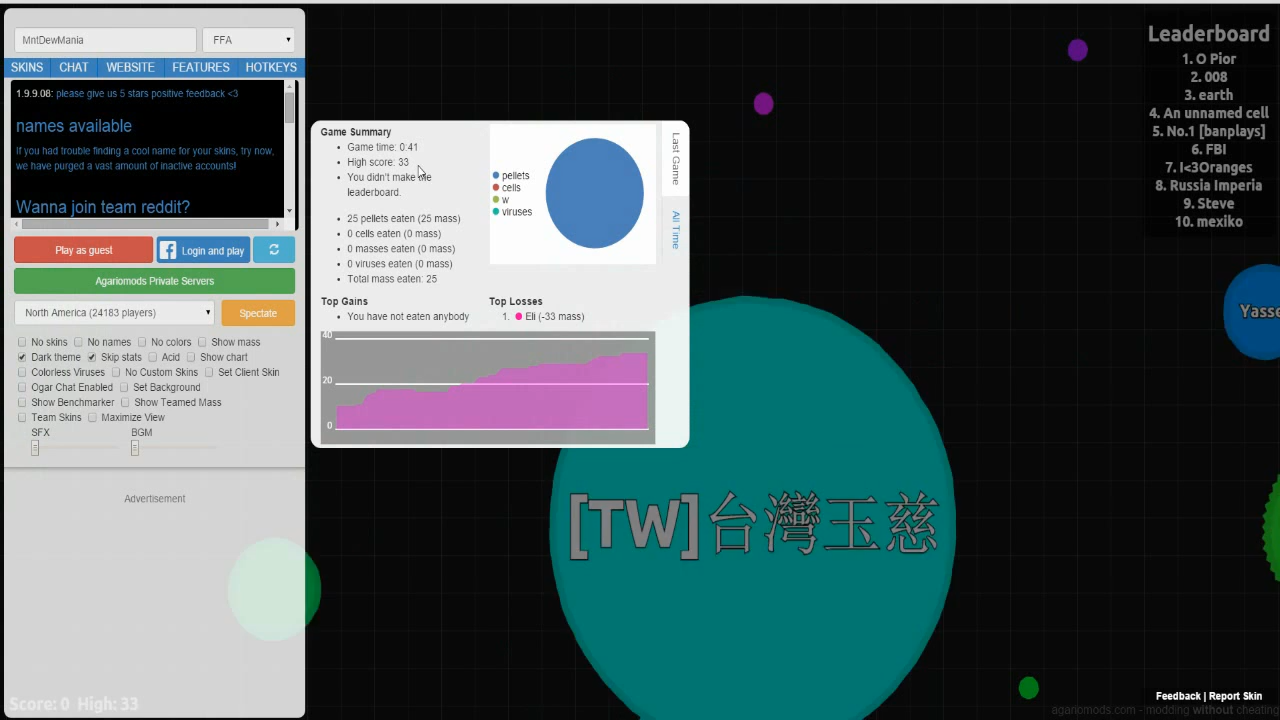 MntDewMania
FFA
SKINS CHAT WEBSITE FEATURES HOTKEYS
1.9.9.08: please give us 5 stars positive feedback <3
names available
If you had trouble finding a cool name for your skins, try now,
we have purged a vast amount of inactive accounts!
Wanna join team reddit?
Play as guest
Login and play
Agariomods Private Servers
North America (24183 players)
Spectate
No skins No names No colors Show mass
Dark theme Skip stats Acid Show chart
Colorless Viruses No Custom Skins Set Client Skin
Ogar Chat Enabled Set Background
Show Benchmarker Show Teamed Mass
Team Skins Maximize View
SFX BGM
Advertisement
Score: 0 High: 33
Game Summary
Game time: 0:41
High score: 33
You didn't make the
leaderboard.
25 pellets eaten (25 mass)
0 cells eaten (0 mass)
0 masses eaten (0 mass)
0 viruses eaten (0 mass)
Total mass eaten: 25
pellets
cells
w
viruses
Last Game
All Time
Top Gains
You have not eaten anybody
Top Losses
1. Eli (-33 mass)
40
20
0
[TW]台灣玉慈
Leaderboard
1. O Pior
2. 008
3. earth
4. An unnamed cell
5. No.1 [banplays]
6. FBI
7. I<3Oranges
8. Russia Imperia
9. Steve
10. mexiko
Yasse
Feedback | Report Skin
agariomods.com - modding without cheating